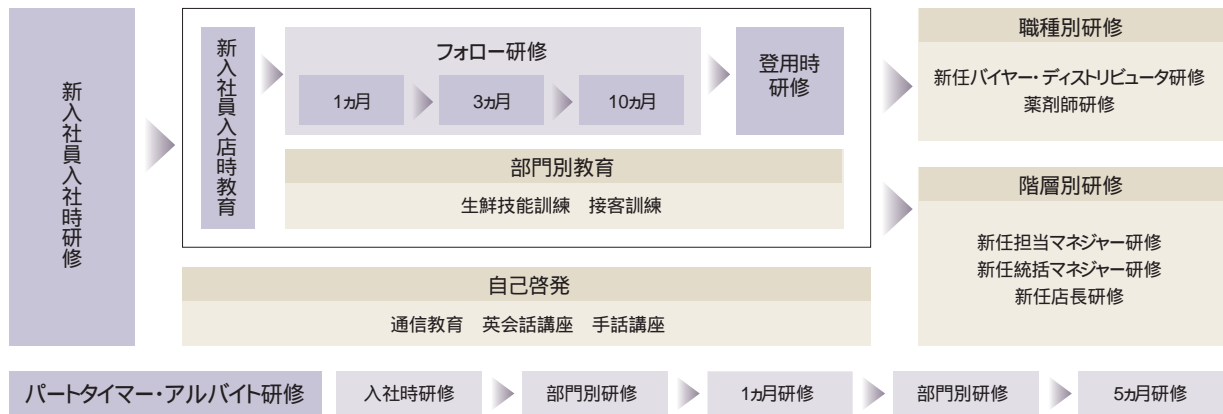 新入社員入社時研修
新入社員入店時教育
フォロー研修
1ヵ月
3ヵ月
10ヵ月
登用時
研修
部門別教育
生鮮技能訓練　接客訓練
自己啓発
通信教育　英会話講座　手話講座
職種別研修
新任バイヤー・ディストリビュータ研修
薬剤師研修
階層別研修
新任担当マネジャー研修
新任統括マネジャー研修
新任店長研修
パートタイマー・アルバイト研修
入社時研修
部門別研修
1ヵ月研修
部門別研修
5ヵ月研修